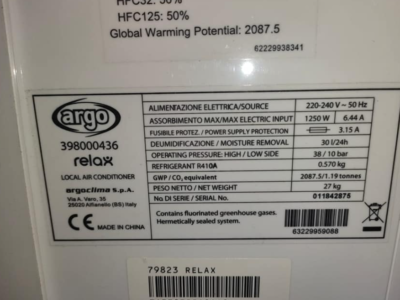 HFC32: 50%
HFC125: 50%
Global Warming Potential: 2087.5
62229938341
argo
398000436
relax
LOCAL AIR CONDITIONER
argoclima s.p.A.
Via A. Varo, 35
25020 Alfianello (BS) Italy
MADE IN CHINA
ALIMENTAZIONE ELETTRICA/SOURCE 220-240 V~ 50 Hz
ASSORBIMENTO MAX/MAX ELECTRIC INPUT 1250 W 6.44 A
FUSIBILE PROTEZ. / POWER SUPPLY PROTECTION 3.15 A
DEUMIDIFICAZIONE / MOISTURE REMOVAL 30 l/24h
OPERATING PRESSURE: HIGH / LOW SIDE 38 / 10 bar
REFRIGERANT R410A 0.570 kg
GWP / CO₂ equivalent 2087.5/1.19 tonnes
PESO NETTO / NET WEIGHT 27 kg
No DI SERIE / SERIAL NO. 011842875
Contains fluorinated greenhouse gases.
Hermetically sealed system.
63229959068
79823 RELAX